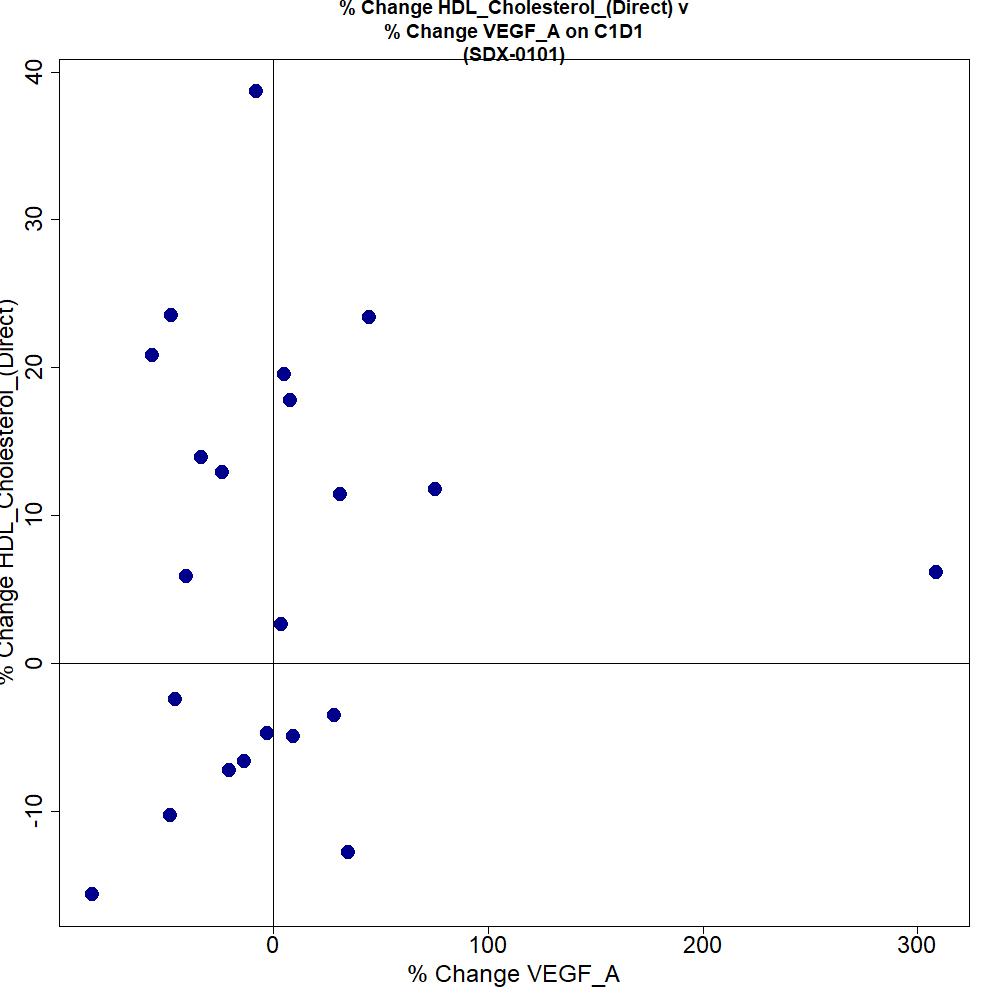 % Change HDL_Cholesterol_(Direct) v
% Change VEGF_A on C1D1
(SDX-0101)
% Change HDL_Cholesterol_(Direct)
40
30
20
10
0
-10
0 100 200 300
% Change VEGF_A